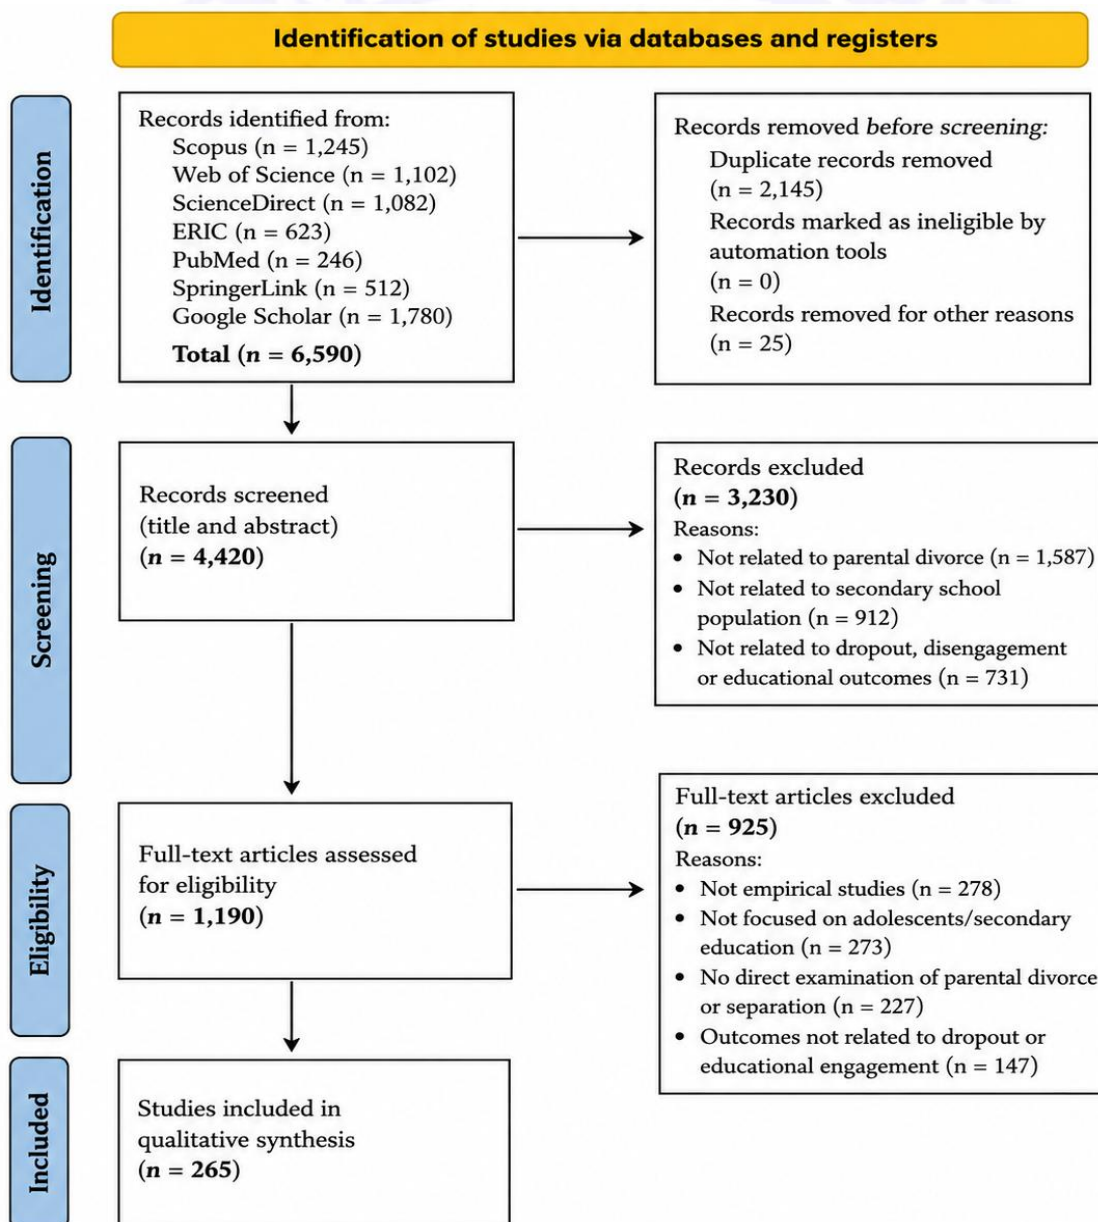 Identification of studies via databases and registers
Identification
Records identified from:
Scopus (n = 1,245)
Web of Science (n = 1,102)
ScienceDirect (n = 1,082)
ERIC (n = 623)
PubMed (n = 246)
SpringerLink (n = 512)
Google Scholar (n = 1,780)
Total (n = 6,590)
Records removed before screening:
Duplicate records removed
(n = 2,145)
Records marked as ineligible by
automation tools
(n = 0)
Records removed for other reasons
(n = 25)
Screening
Records screened
(title and abstract)
(n = 4,420)
Records excluded
(n = 3,230)
Reasons:
• Not related to parental divorce (n = 1,587)
• Not related to secondary school
population (n = 912)
• Not related to dropout, disengagement
or educational outcomes (n = 731)
Eligibility
Full-text articles assessed
for eligibility
(n = 1,190)
Full-text articles excluded
(n = 925)
Reasons:
• Not empirical studies (n = 278)
• Not focused on adolescents/secondary
education (n = 273)
• No direct examination of parental divorce
or separation (n = 227)
• Outcomes not related to dropout or
educational engagement (n = 147)
Included
Studies included in
qualitative synthesis
(n = 265)